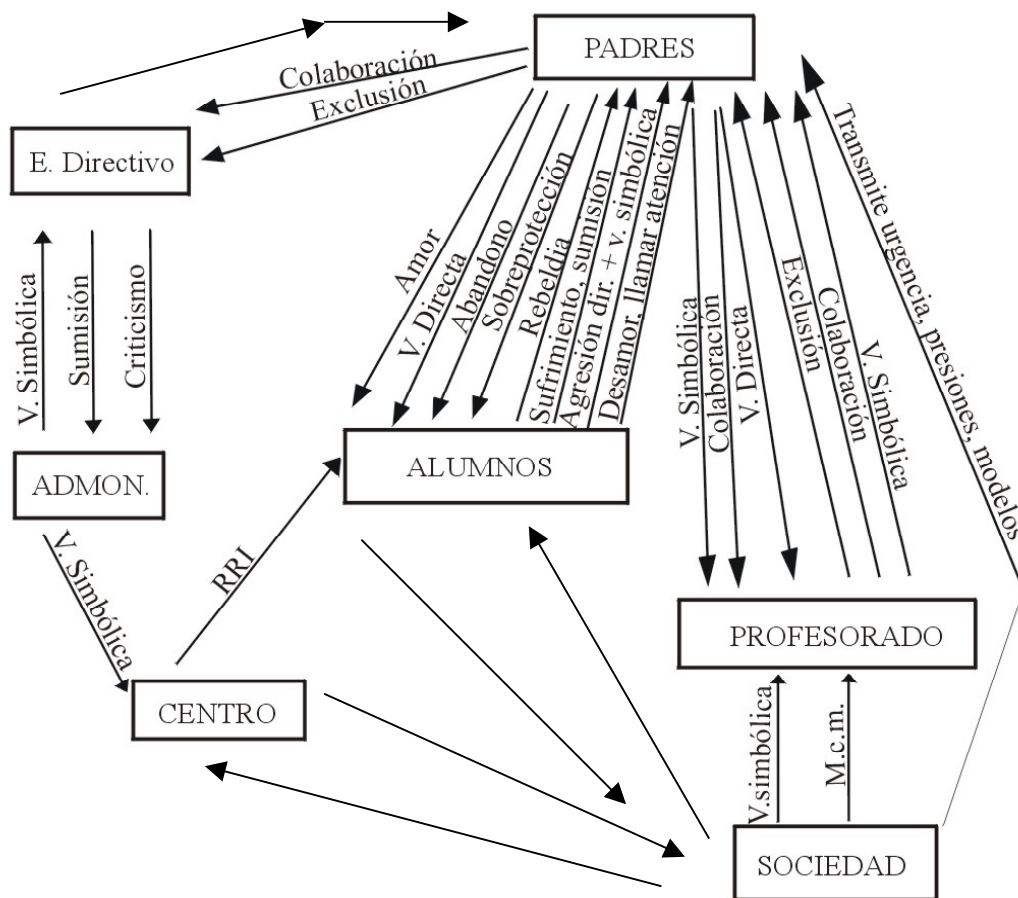 PADRES
Colaboración
Exclusión
E. Directivo
V. Simbólica
Sumisión
Criticismo
Amor
V. Directa
Abandono
Sobreprotección
Rebeldia
Sufrimiento, sumisión
Agresión dir. + v. simbólica
Desamor, llamar atención
V. Simbólica
Colaboración
V. Directa
Exclusión
Colaboración
V. Simbólica
Transmite urgencia, presiones, modelos
ADMON.
ALUMNOS
V. Simbólica
RRI
PROFESORADO
CENTRO
V.simbólica
M.c.m.
SOCIEDAD